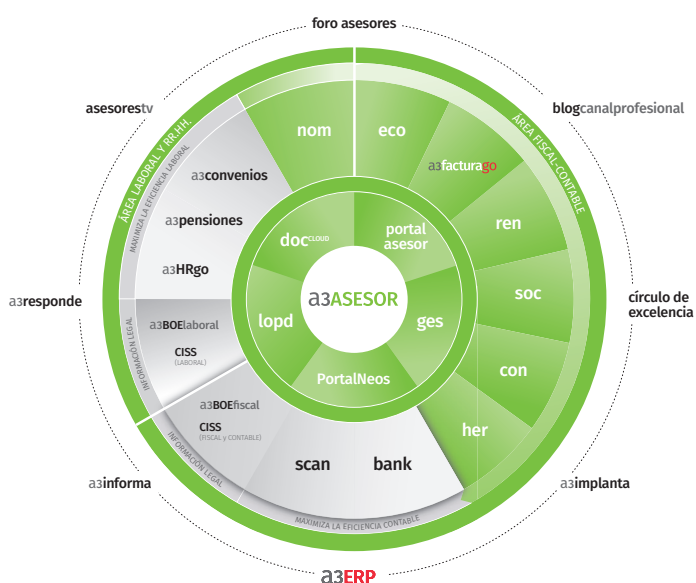 foro asesores
asesorestv
blogcanalprofesional
ÁREA LABORAL Y RR.HH.
ÁREA FISCAL-CONTABLE
MAXIMIZA LA EFICIENCIA LABORAL
nom
eco
a3facturago
a3convenios
a3pensiones
a3HRgo
ren
soc
con
her
docCLOUD
portal
asesor
a3ASESOR
lopd
ges
PortalNeos
a3responde
círculo de
excelencia
INFORMACIÓN LEGAL
a3BOElaboral
CISS
(LABORAL)
a3BOEfiscal
CISS
(FISCAL y CONTABLE)
INFORMACIÓN LEGAL
scan
bank
MAXIMIZA LA EFICIENCIA CONTABLE
a3informa
a3implanta
a3ERP